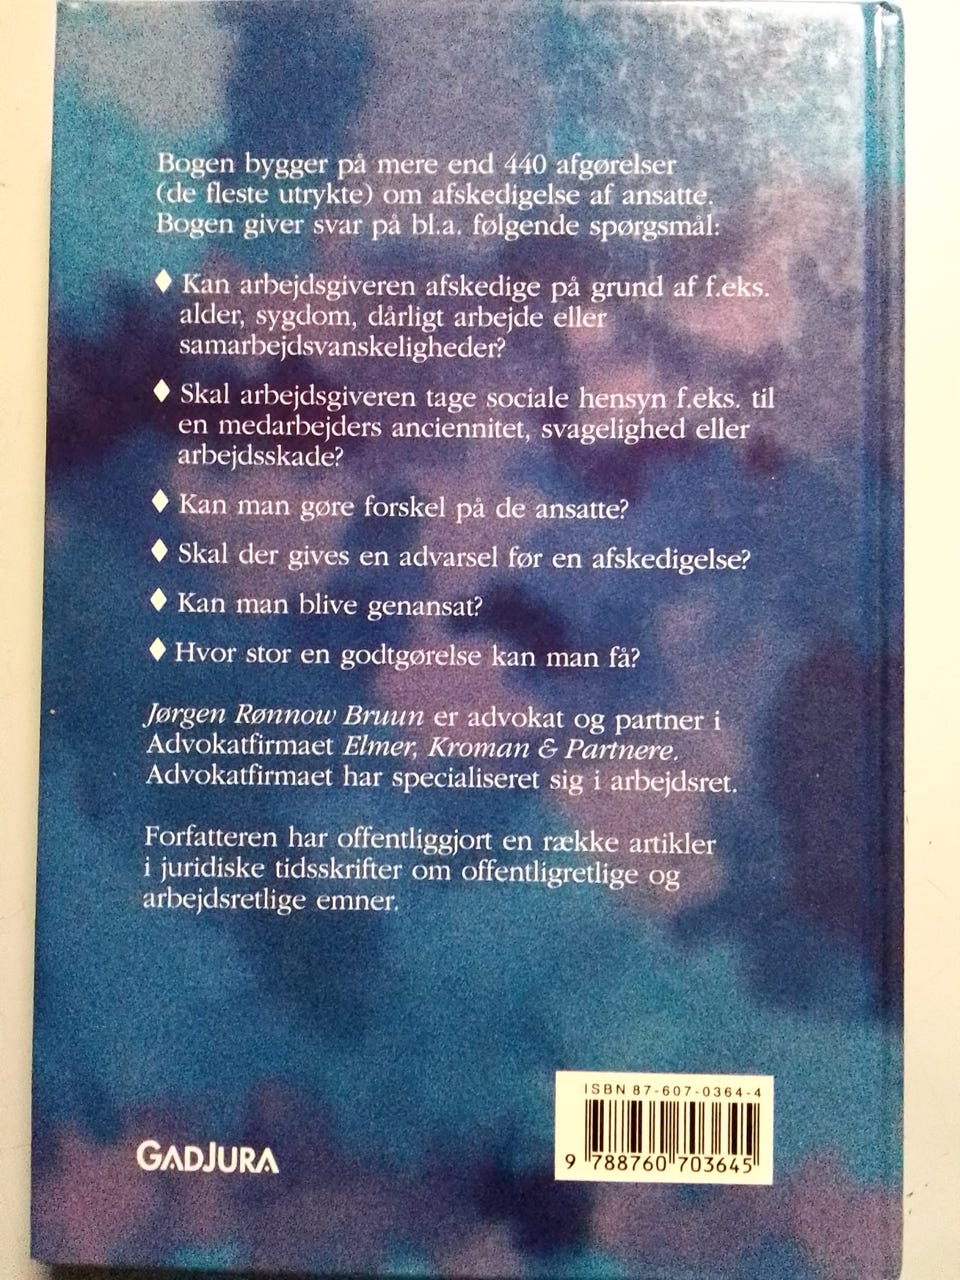 Bogen bygger på mere end 440 afgørelser
(de fleste utrykte) om afskedigelse af ansatte.
Bogen giver svar på bl.a. følgende spørgsmål:
♦ Kan arbejdsgiveren afskedige på grund af f.eks.
alder, sygdom, dårligt arbejde eller
samarbejdsvanskeligheder?
♦ Skal arbejdsgiveren tage sociale hensyn f.eks. til
en medarbejders anciennitet, svagelighed eller
arbejdsskade?
♦ Kan man gøre forskel på de ansatte?
♦ Skal der gives en advarsel før en afskedigelse?
♦ Kan man blive genansat?
♦ Hvor stor en godtgørelse kan man få?
Jørgen Rønnow Bruun er advokat og partner i
Advokatfirmaet Elmer, Kroman & Partnere.
Advokatfirmaet har specialiseret sig i arbejdsret.
Forfatteren har offentliggjort en række artikler
i juridiske tidsskrifter om offentligretlige og
arbejdsretlige emner.
ISBN 87-607-0364-4
9 788760 703645
GADJURA